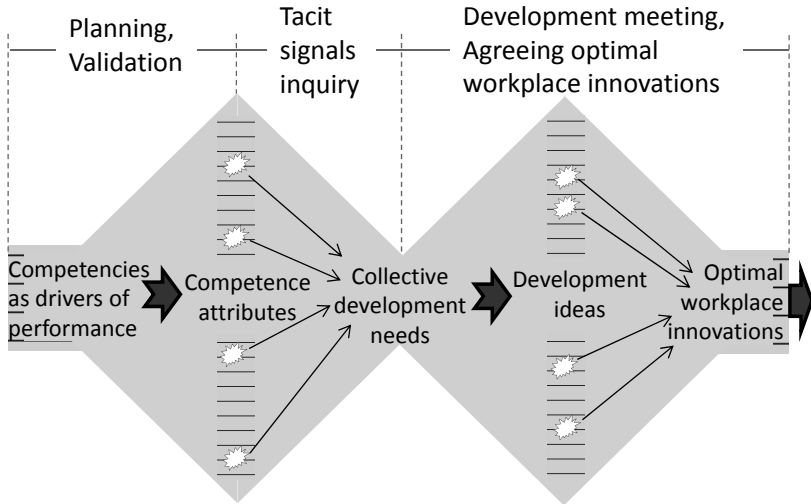 Planning,
Validation
Tacit
signals
inquiry
Development meeting,
Agreeing optimal
workplace innovations
Competencies
as drivers of
performance
Competence
attributes
Collective
development
needs
Development
ideas
Optimal
workplace
innovations